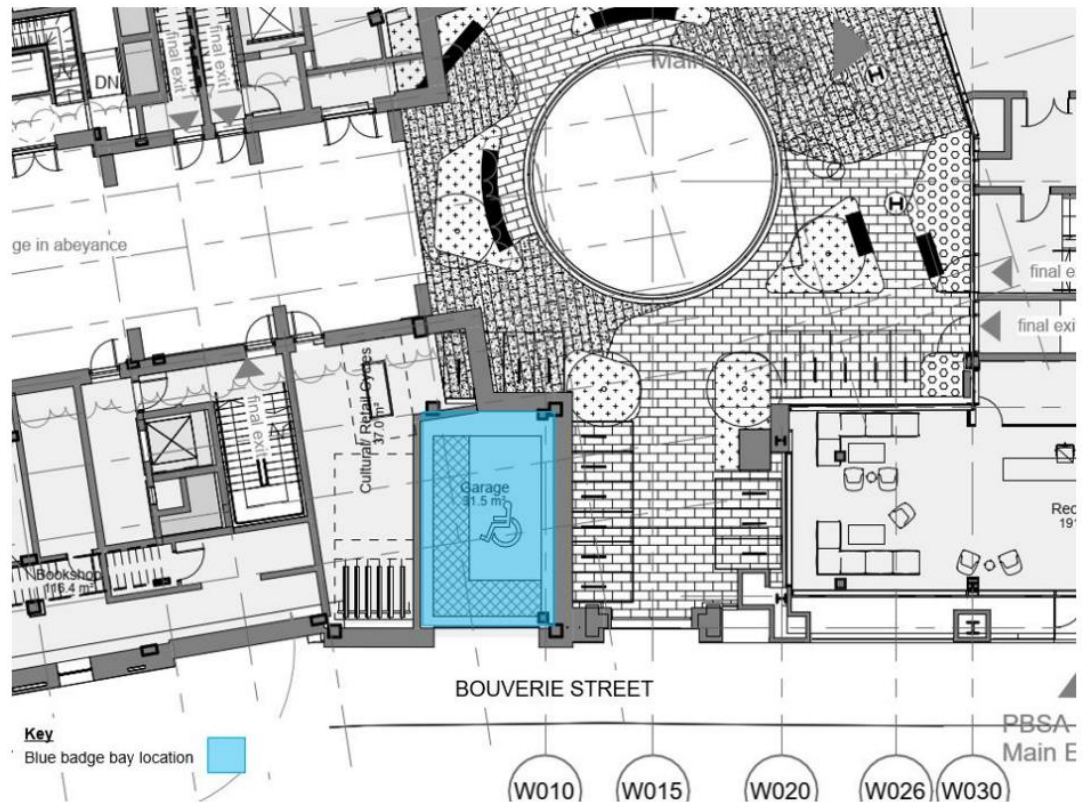 final exit
final exit
DN
Main
ge in abeyance
final e
final exi
final exit
Cultural / Retail Cycles
37.0 m²
Garage
31.5 m²
Rec
191
Bookshop
116.4 m²
BOUVERIE STREET
Key
Blue badge bay location
PBSA
Main E
W010
W015
W020
W026
W030